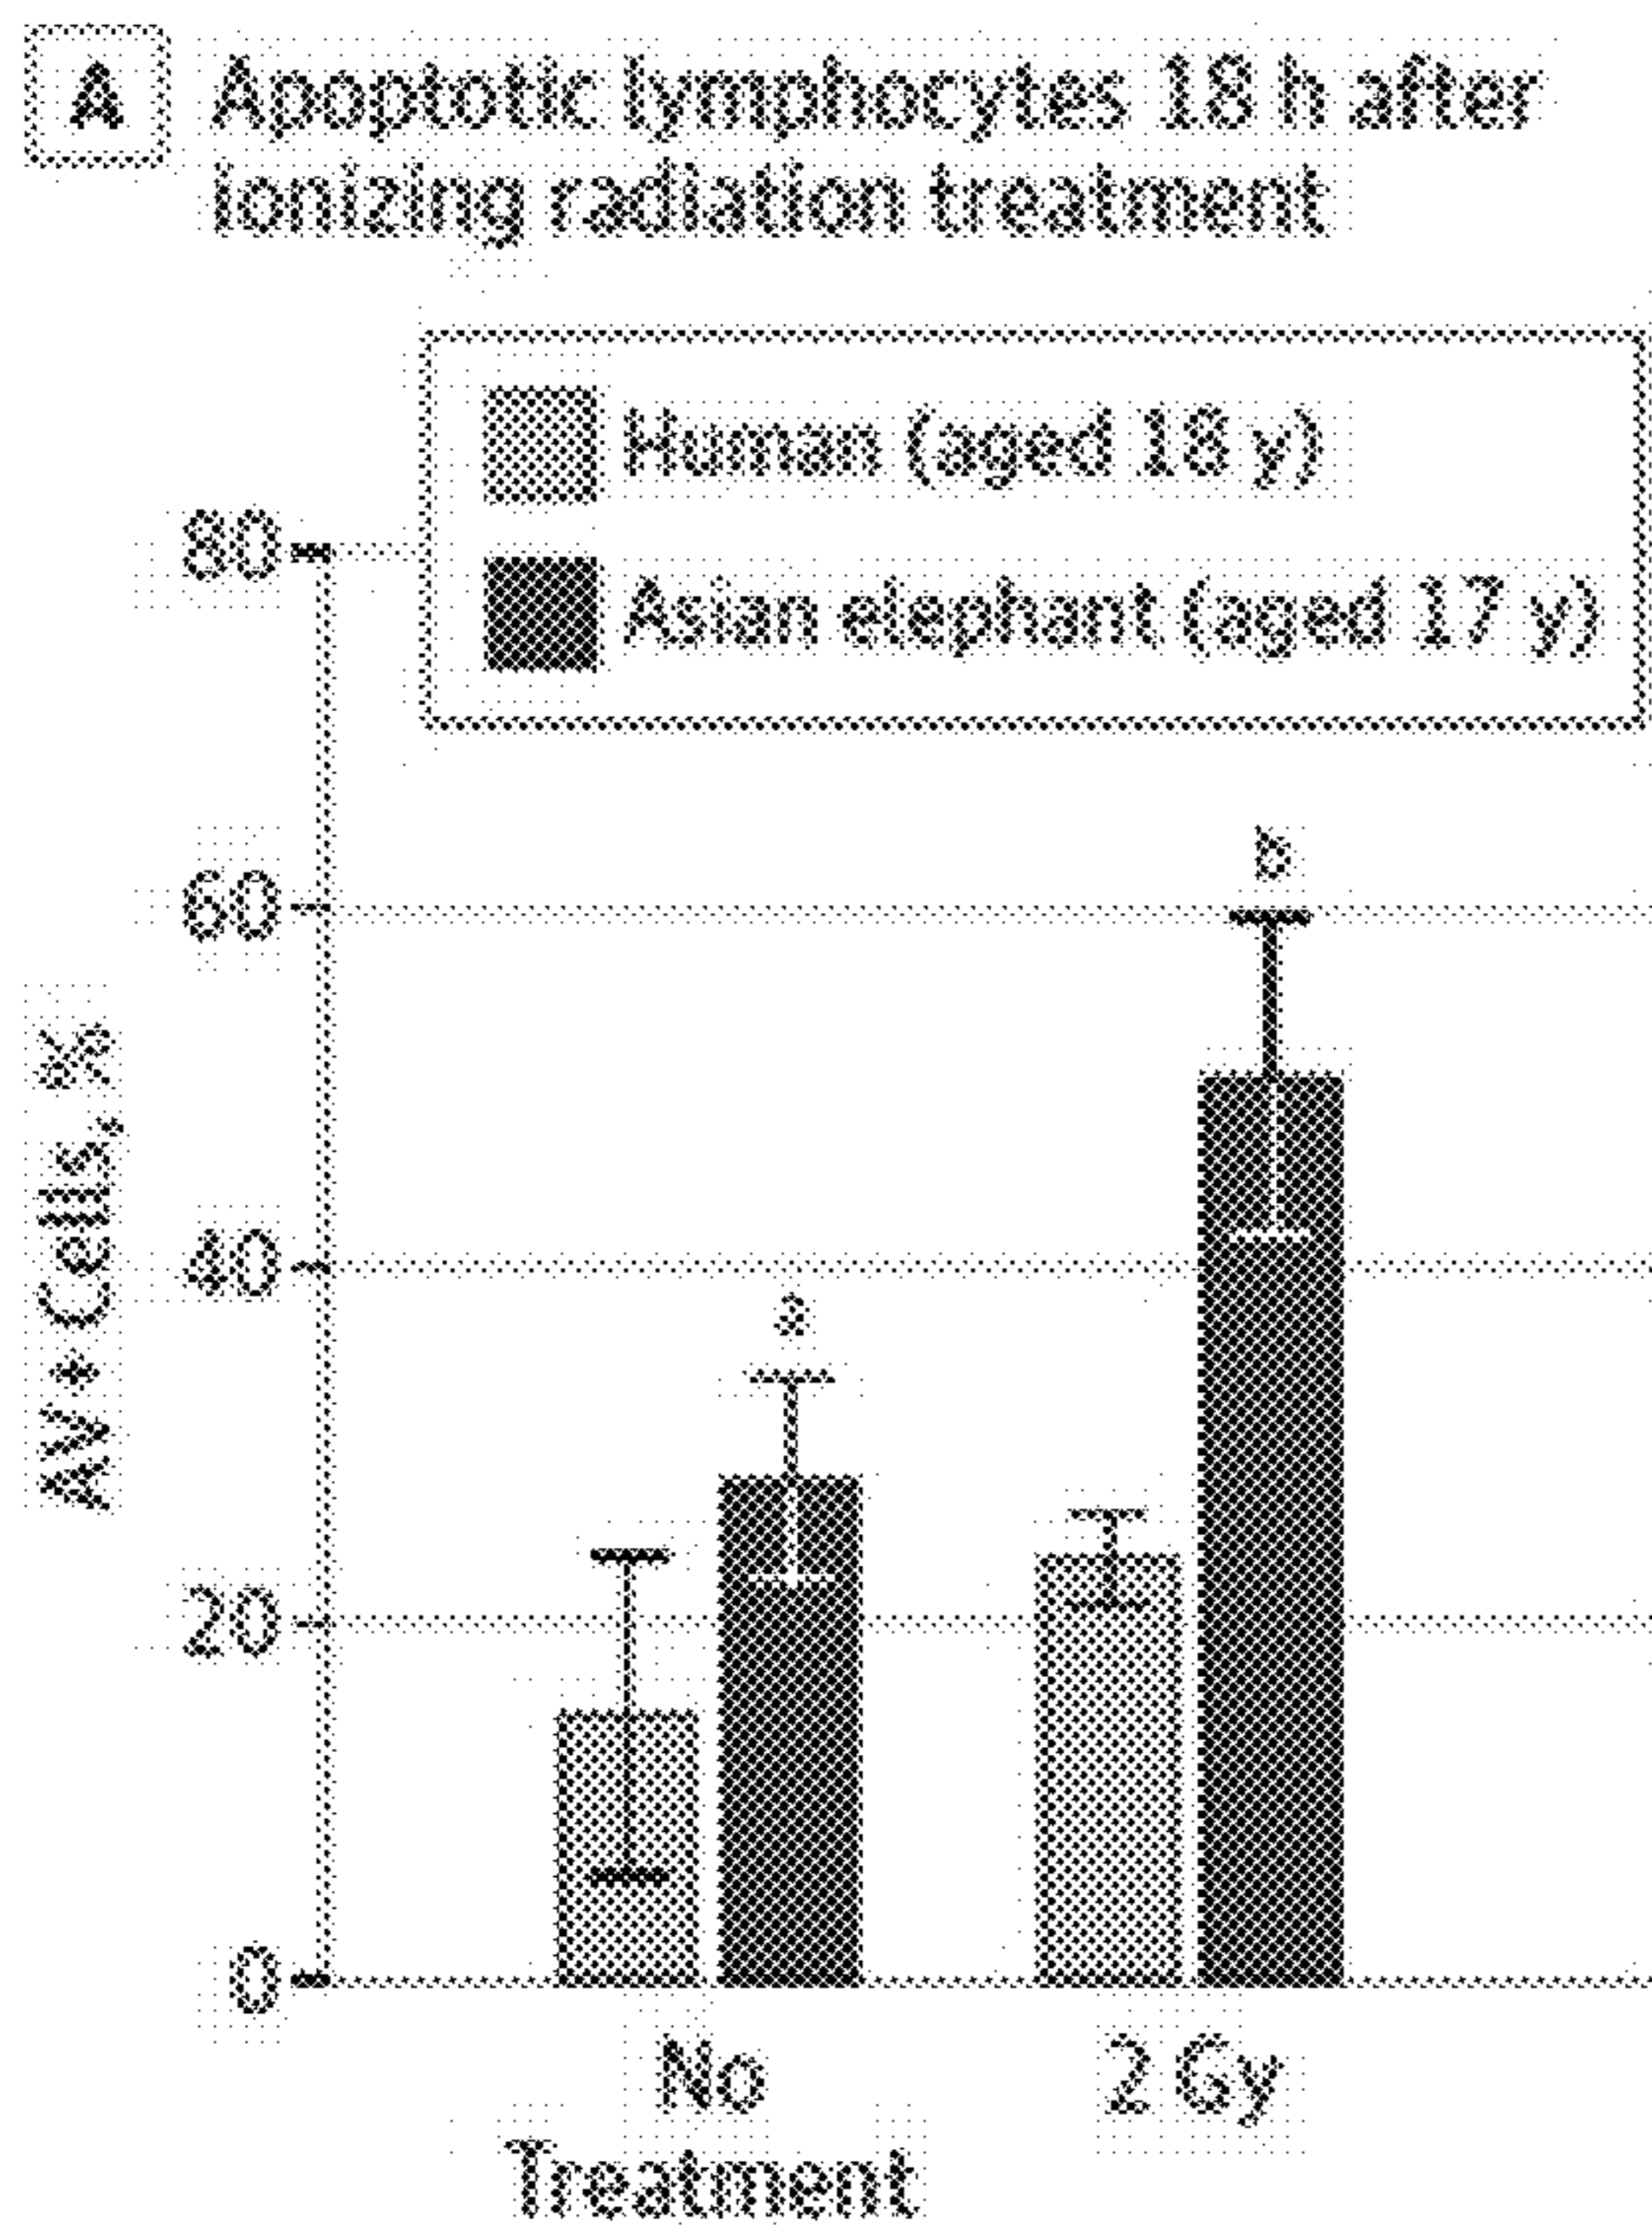 A
Apoptotic lymphocytes 18 h after
ionizing radiation treatment
Human (aged 18 y)
Asian elephant (aged 17 y)
AV+ Cells, %
80
60
40
20
0
a
b
No
Treatment
2 Gy